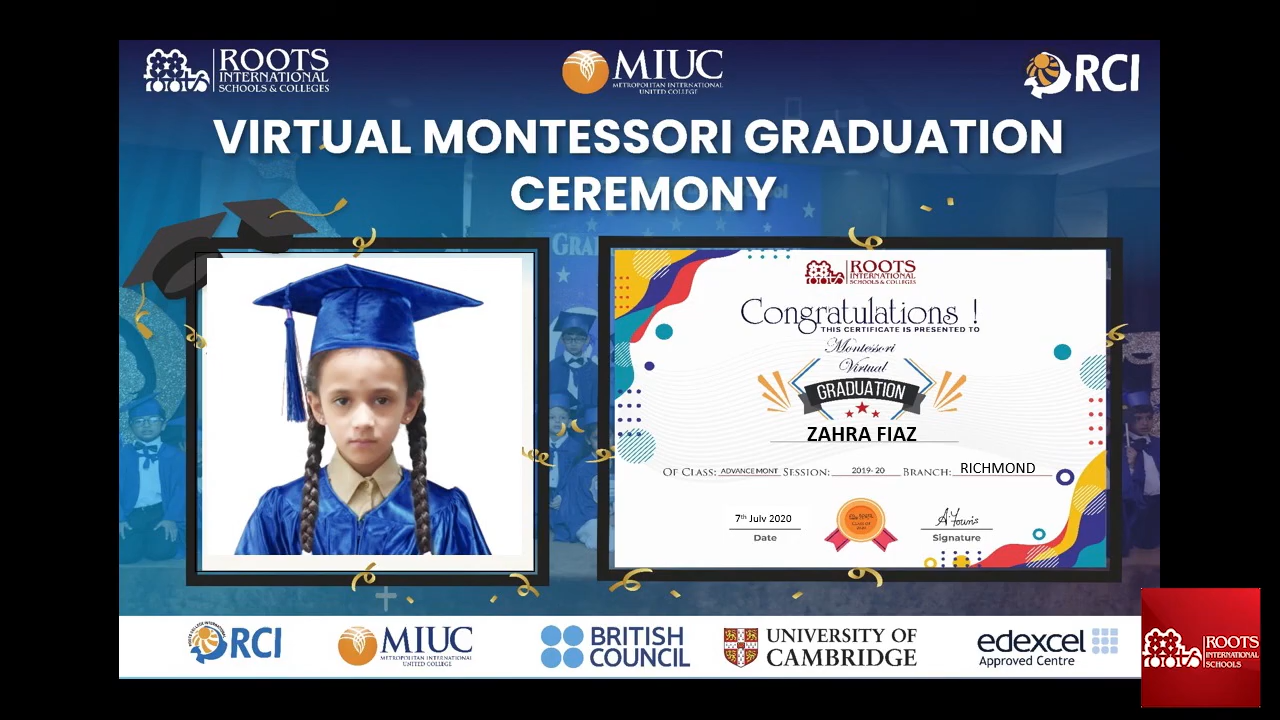 ROOTS
INTERNATIONAL
SCHOOLS & COLLEGES
MIUC
METROPOLITAN INTERNATIONAL
UNITED COLLEGE
RCI
VIRTUAL MONTESSORI GRADUATION
CEREMONY
ROOTS
INTERNATIONAL
SCHOOLS & COLLEGES
Congratulations !
THIS CERTIFICATE IS PRESENTED TO
Montessori
Virtual
GRADUATION
ZAHRA FIAZ
OF CLASS: ADVANCE MONT SESSION: 2019-20 BRANCH: RICHMOND
7th July 2020
Date
Signature
RCI
MIUC
METROPOLITAN INTERNATIONAL
UNITED COLLEGE
BRITISH
COUNCIL
UNIVERSITY OF
CAMBRIDGE
edexcel
Approved Centre
ROOTS
INTERNATIONAL
SCHOOLS